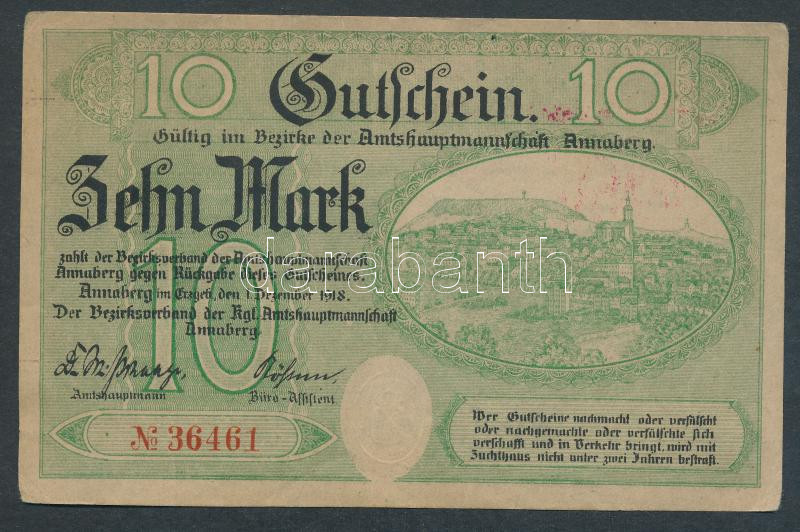 10 Gutschein. 10
Gültig im Bezirke der Amtshauptmannschaft Annaberg.
Zehn Mark
10
zahlt der Bezirksverband der Amtshauptmannschaft
Annaberg gegen Rückgabe dieses Gutscheines.
Annaberg im Erzgeb., den 1. Dezember 1918.
Der Bezirksverband der Kgl. Amtshauptmannschaft
Annaberg.
Amtshauptmann Büro-Assistent
№ 36461
Wer Gutscheine nachmacht oder verfälscht
oder nachgemachte oder verfälschte sich
verschafft und in Verkehr bringt, wird mit
Zuchthaus nicht unter zwei Jahren bestraft.
darabanth